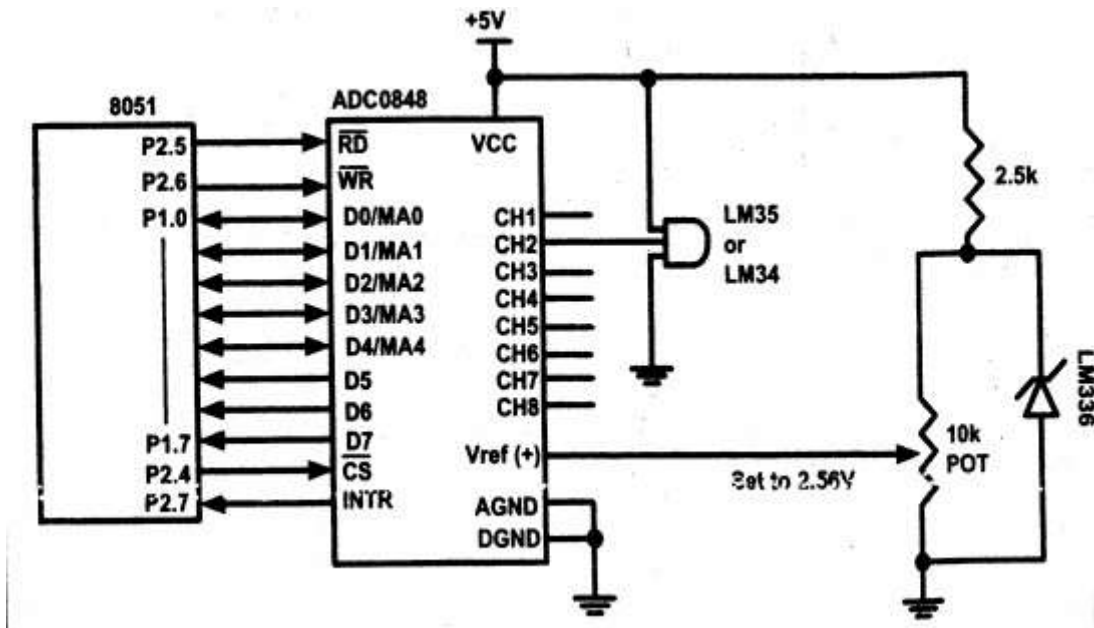 +5V
8051
ADC0848
P2.5
RD
VCC
P2.6
WR
2.5k
P1.0
D0/MA0
CH1
LM35
D1/MA1
CH2
or
D2/MA2
CH3
LM34
D3/MA3
CH4
D4/MA4
CH5
D5
CH6
D6
CH7
CH8
LM336
P1.7
D7
Vref (+)
10k
POT
P2.4
CS
Set to 2.56V
P2.7
INTR
AGND
DGND